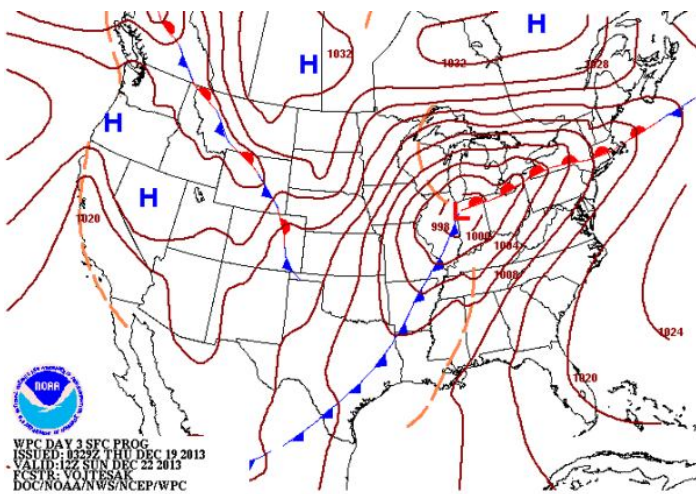 H
H
1032
1032
1028
H
H
1020
L
998
1000
1004
1008
1024
1020
NOAA
WPC DAY 3 SFC PROG
ISSUED: 0329Z THU DEC 19 2013
VALID: 12Z SUN DEC 22 2013
FCSTR: VOJTESAK
DOC/NOAA/NWS/NCEP/WPC